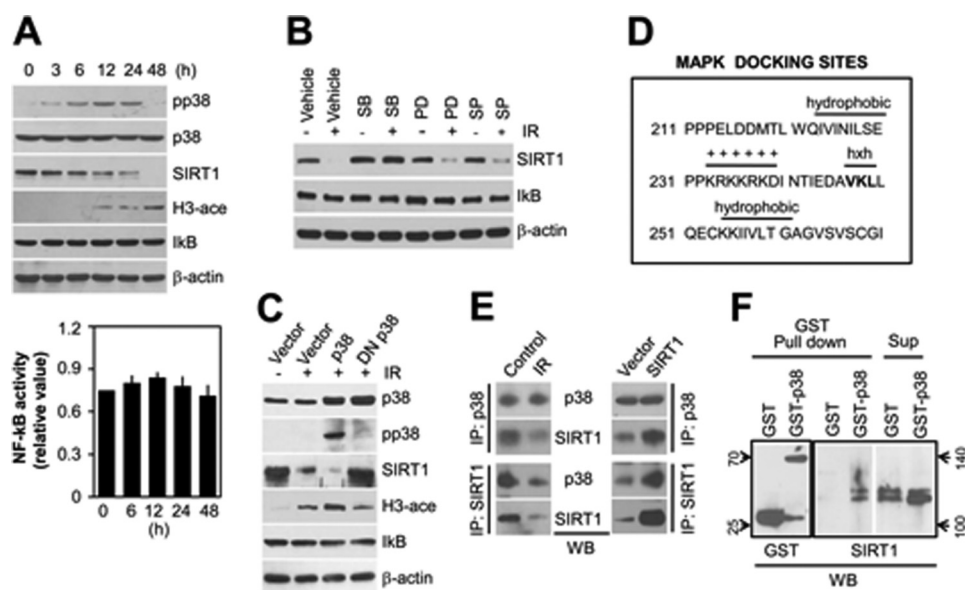 A
0 3 6 12 24 48 (h)
pp38
p38
SIRT1
H3-ace
IkB
β-actin
NF-kB activity
(relative value)
1.2
0.9
0.6
0.3
0
0 6 12 24 48
(h)
B
Vehicle Vehicle SB SB PD PD SP SP
- + - + - + - + IR
SIRT1
IkB
β-actin
C
Vector Vector p38 DN p38
- + + + IR
p38
pp38
SIRT1
H3-ace
IkB
β-actin
D
MAPK DOCKING SITES
hydrophobic
211 PPPELDDMTL WQIVINILSE
++++++ hxh
231 PPKRKKRKDI NTIEDAVKLL
hydrophobic
251 QECKKIIVLT GAGVSVSCGI
E
Control IR Vector SIRT1
IP: p38 p38 IP: p38
SIRT1
IP: SIRT1 p38 IP: SIRT1
SIRT1
WB
F
GST
Pull down Sup
GST GST-p38 GST GST-p38 GST GST-p38
70 140
25 100
GST SIRT1
WB